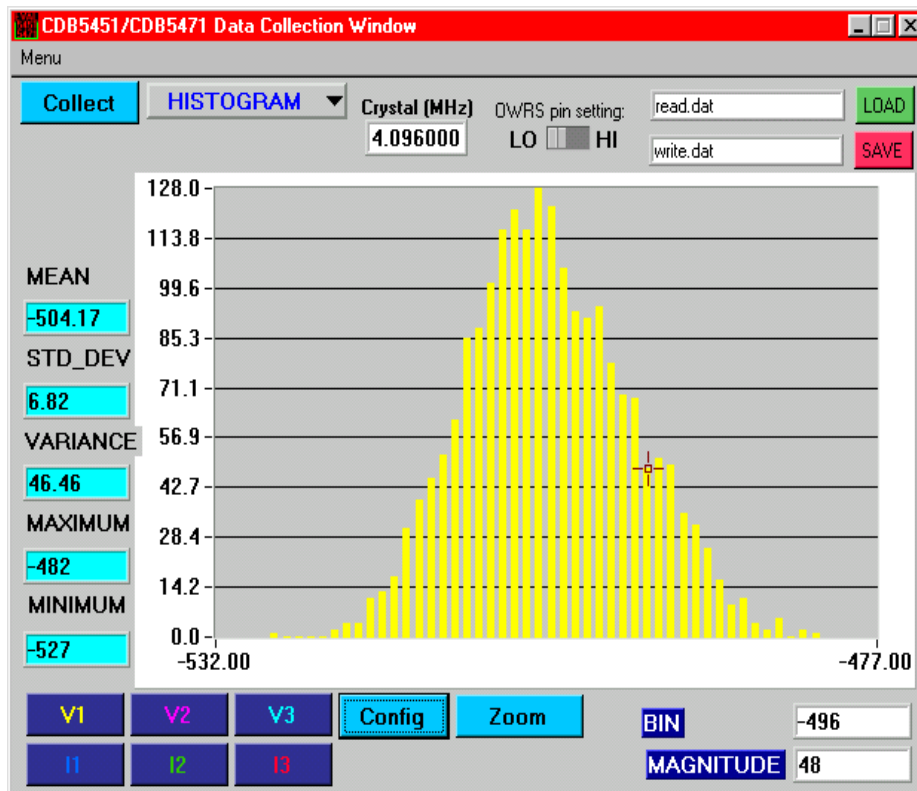 CDB5451/CDB5471 Data Collection Window
Menu
Collect
HISTOGRAM
Crystal (MHz)
4.096000
OWRS pin setting:
LO HI
read.dat
LOAD
write.dat
SAVE
128.0
113.8
99.6
85.3
71.1
56.9
42.7
28.4
14.2
0.0
-532.00
-477.00
MEAN
-504.17
STD_DEV
6.82
VARIANCE
46.46
MAXIMUM
-482
MINIMUM
-527
V1 V2 V3 Config Zoom
I1 I2 I3
BIN -496
MAGNITUDE 48